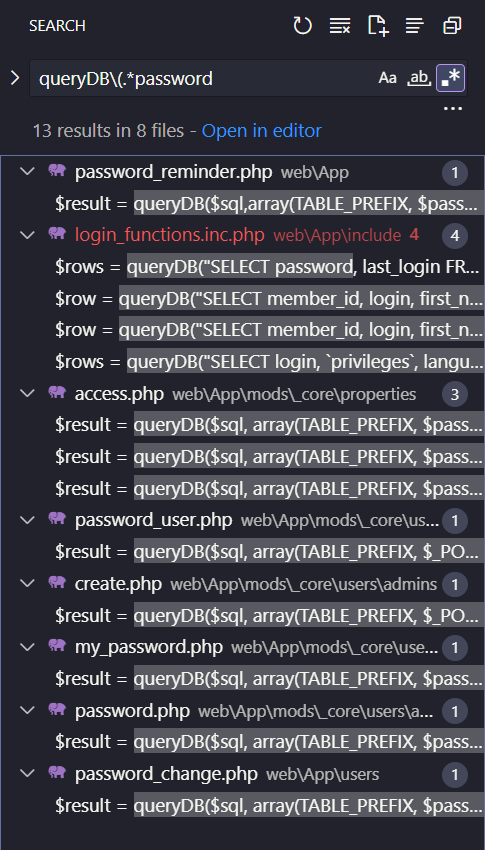 SEARCH
queryDB\(.*password
Aa ab .*
13 results in 8 files - Open in editor
password_reminder.php web\App 1
$result = queryDB($sql,array(TABLE_PREFIX, $pass...
login_functions.inc.php web\App\include 4 4
$rows = queryDB("SELECT password, last_login FR...
$rows = queryDB("SELECT member_id, login, first_n...
$rows = queryDB("SELECT member_id, login, first_n...
$rows = queryDB("SELECT login, `privileges`, langu...
access.php web\App\mods\_core\properties 3
$result = queryDB($sql, array(TABLE_PREFIX, $pass...
$result = queryDB($sql, array(TABLE_PREFIX, $pass...
$result = queryDB($sql, array(TABLE_PREFIX, $pass...
password_user.php web\App\mods\_core\us... 1
$result = queryDB($sql, array(TABLE_PREFIX, $_PO...
create.php web\App\mods\_core\users\admins 1
$result = queryDB($sql, array(TABLE_PREFIX, $_PO...
my_password.php web\App\mods\_core\use... 1
$result = queryDB($sql, array(TABLE_PREFIX, $pass...
password.php web\App\mods\_core\users\a... 1
$result = queryDB($sql, array(TABLE_PREFIX, $pass...
password_change.php web\App\users 1
$result = queryDB($sql, array(TABLE_PREFIX, $pass...